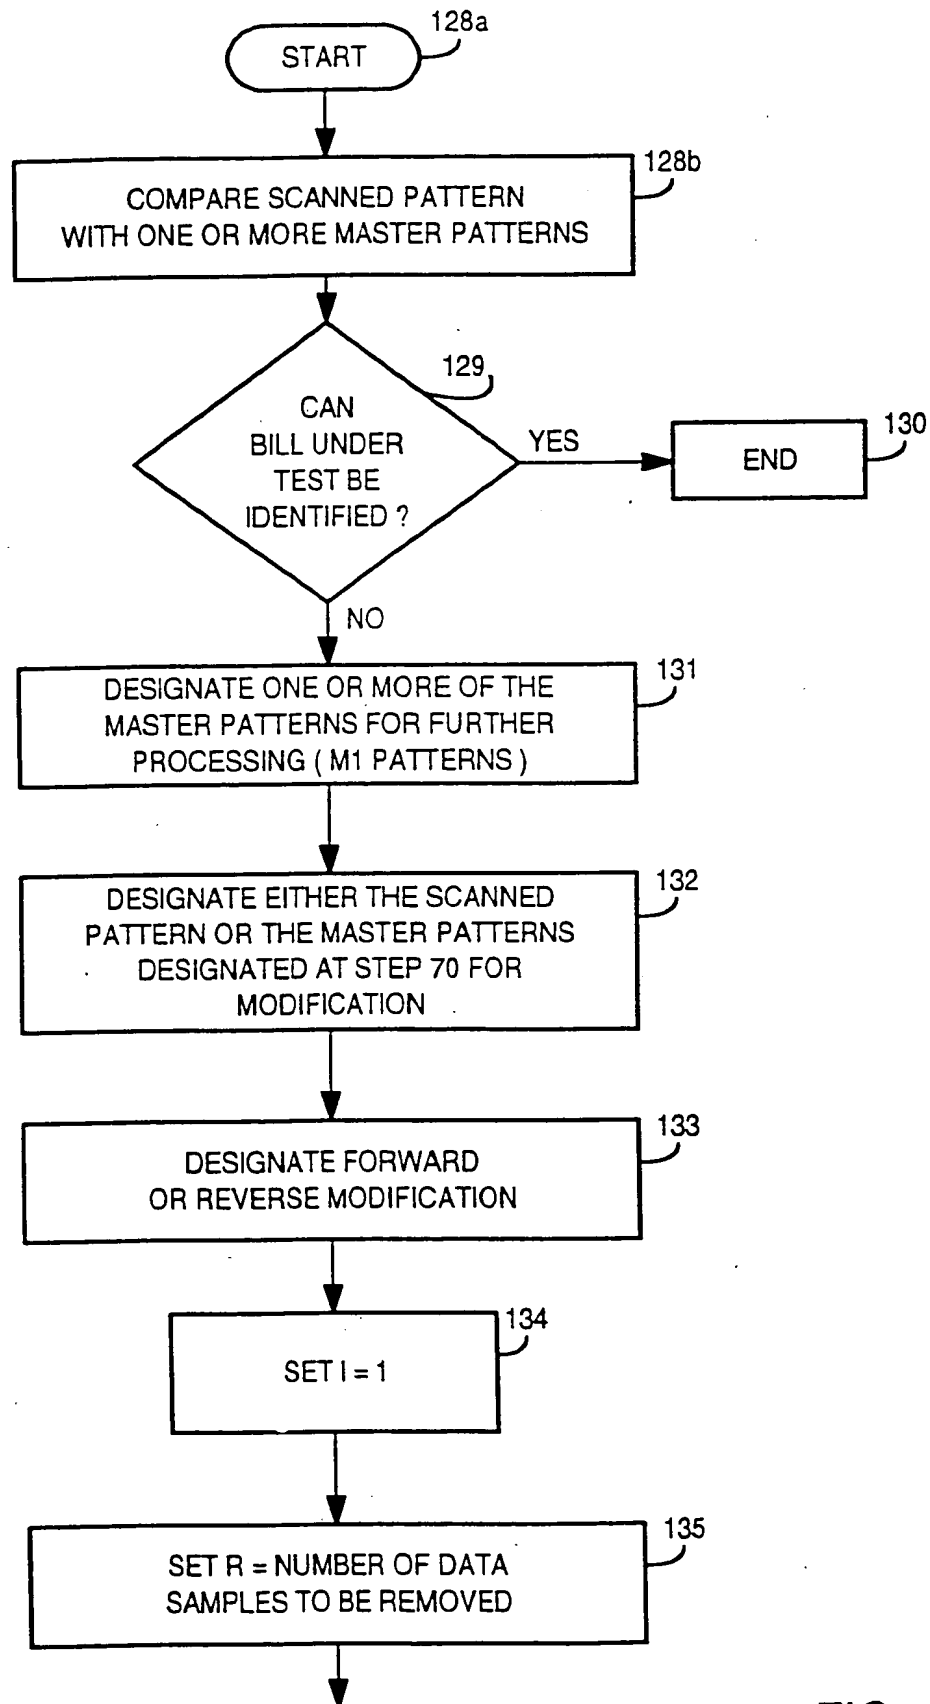 128a
START
128b
COMPARE SCANNED PATTERN
WITH ONE OR MORE MASTER PATTERNS
129
CAN
BILL UNDER
TEST BE
IDENTIFIED ?
YES
130
END
NO
131
DESIGNATE ONE OR MORE OF THE
MASTER PATTERNS FOR FURTHER
PROCESSING ( M1 PATTERNS )
132
DESIGNATE EITHER THE SCANNED
PATTERN OR THE MASTER PATTERNS
DESIGNATED AT STEP 70 FOR
MODIFICATION
133
DESIGNATE FORWARD
OR REVERSE MODIFICATION
134
SET I = 1
135
SET R = NUMBER OF DATA
SAMPLES TO BE REMOVED